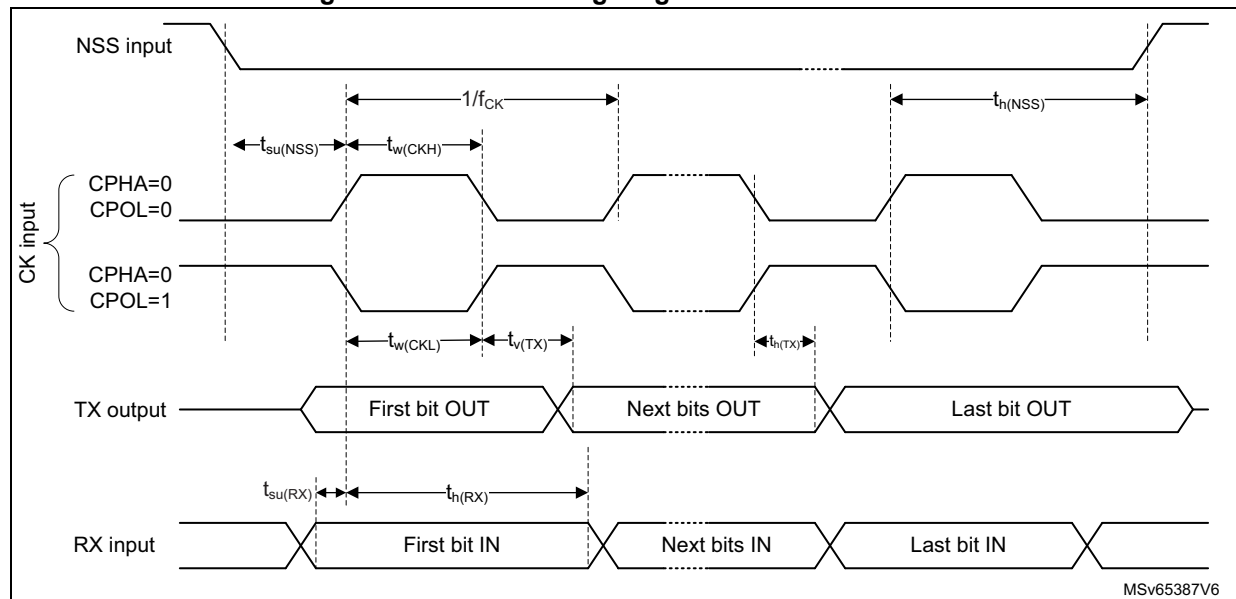 NSS input
1/fCK
th(NSS)
tsu(NSS)
tw(CKH)
CK input
CPHA=0
CPOL=0
CPHA=0
CPOL=1
tw(CKL)
tv(TX)
th(TX)
TX output
First bit OUT
Next bits OUT
Last bit OUT
tsu(RX)
th(RX)
RX input
First bit IN
Next bits IN
Last bit IN
MSv65387V6